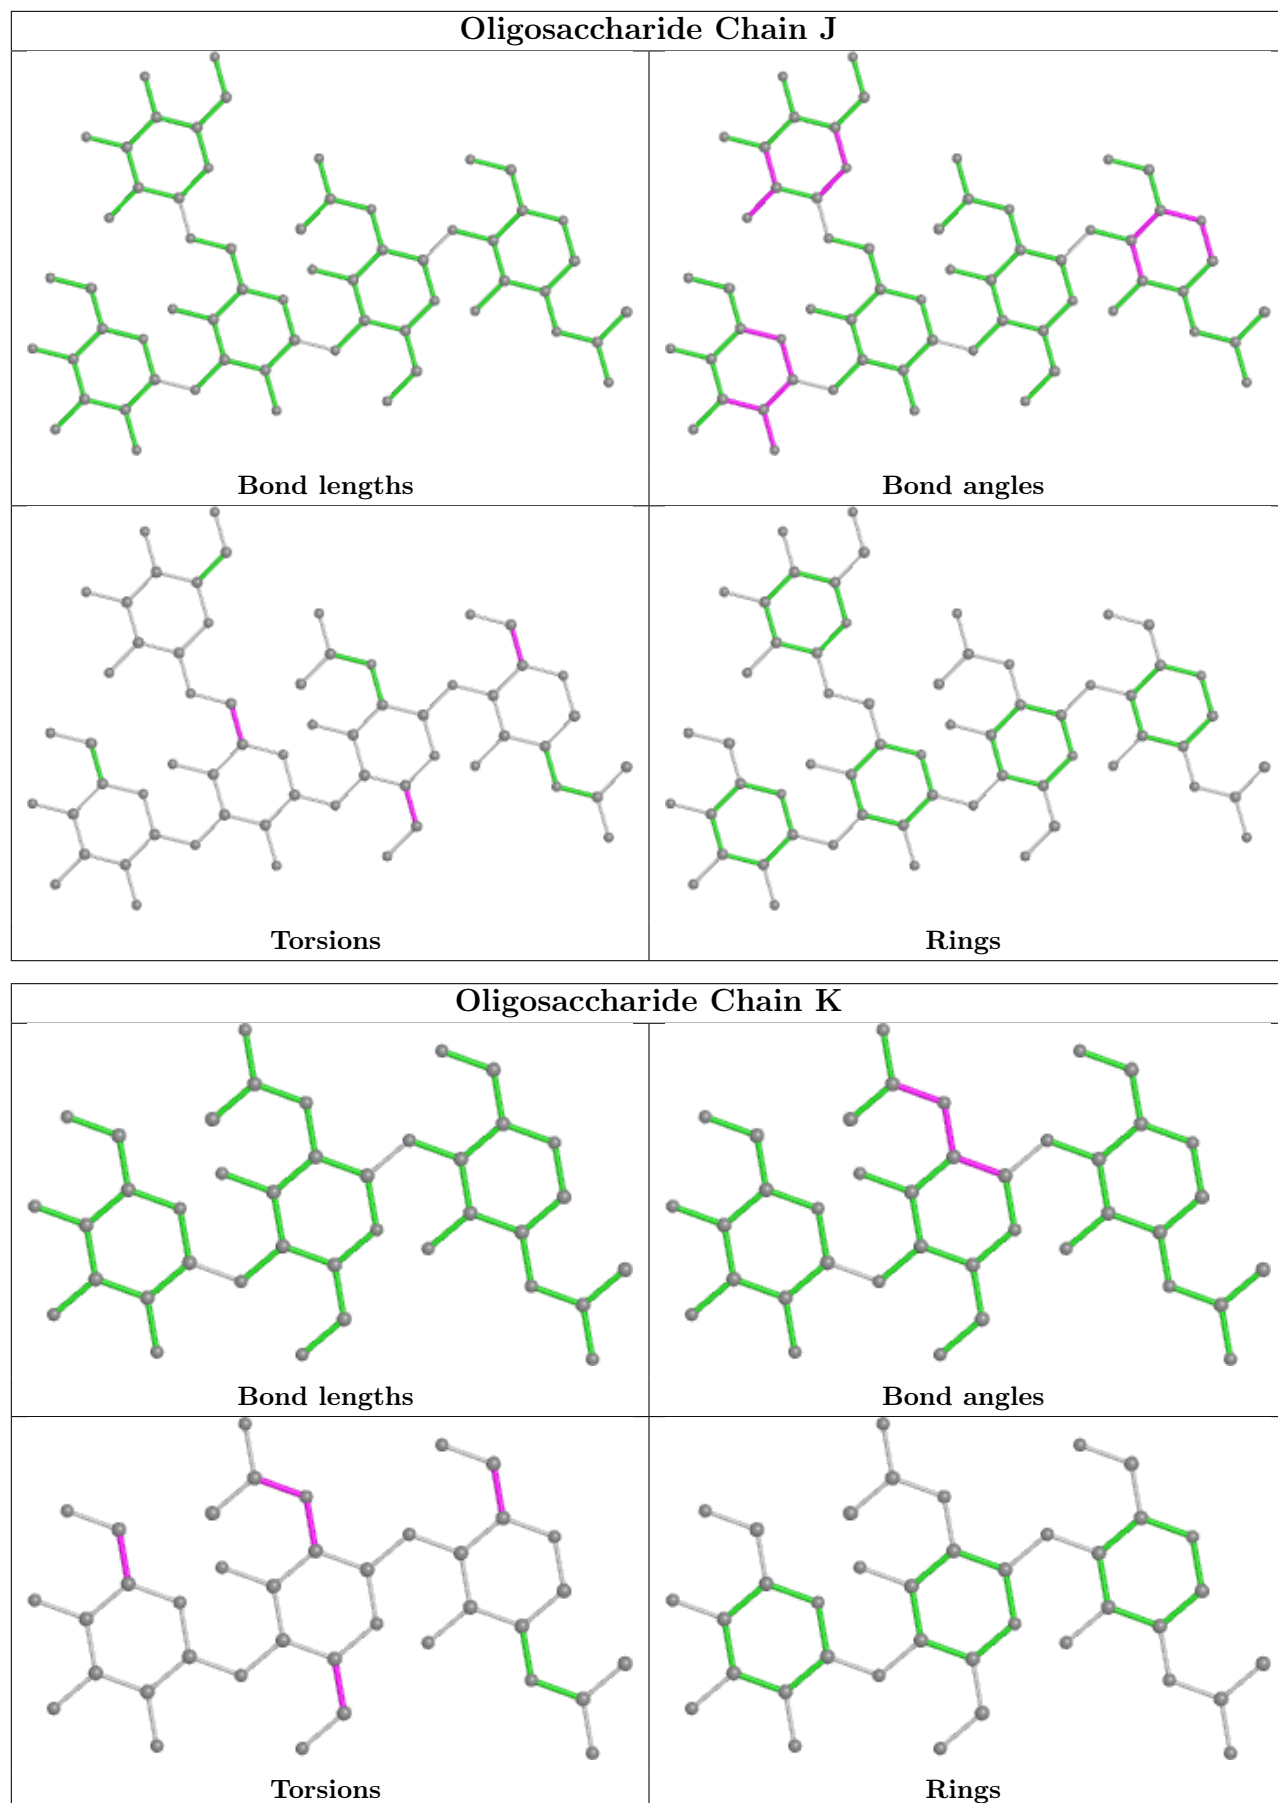 Oligosaccharide Chain J
Bond lengths
Bond angles
Torsions
Rings
Oligosaccharide Chain K
Bond lengths
Bond angles
Torsions
Rings